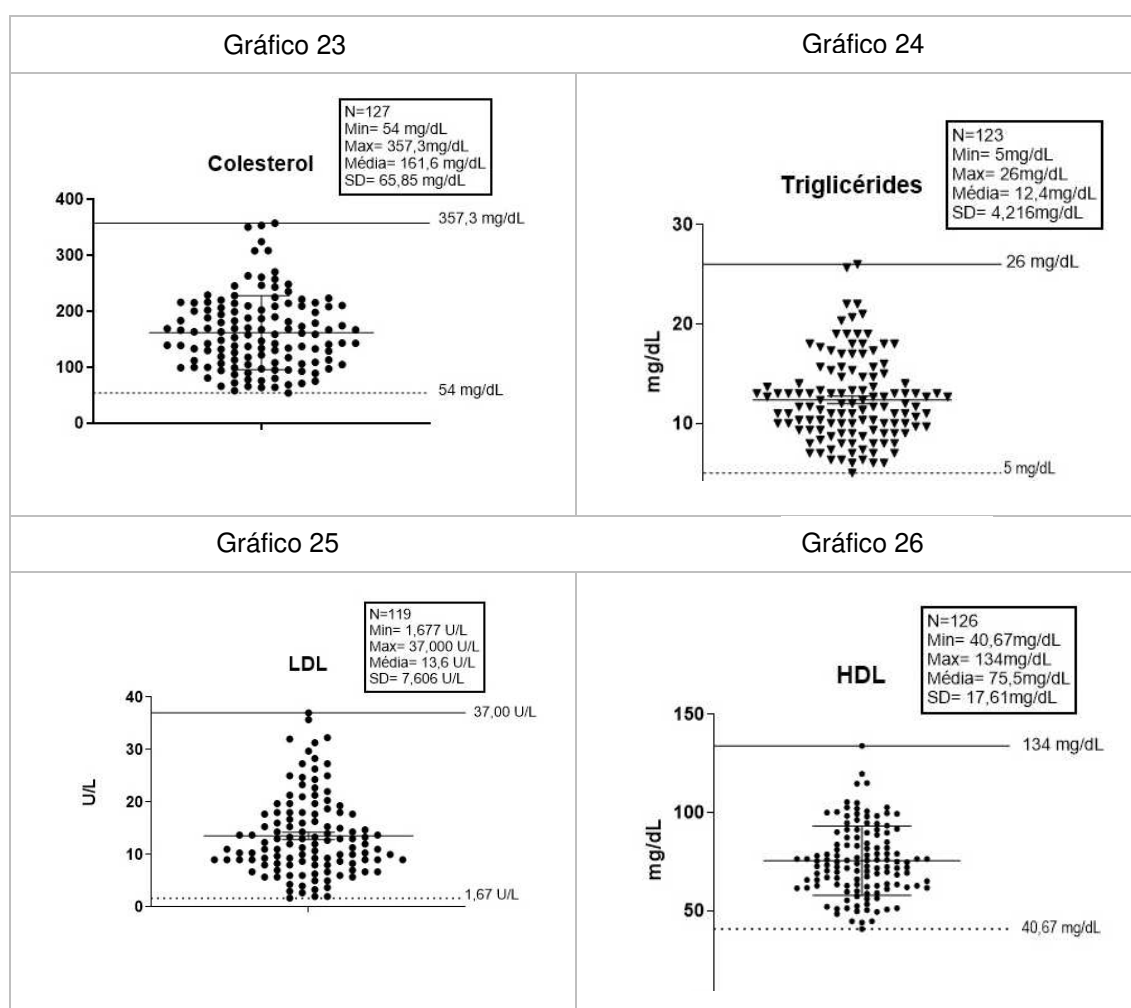 Gráfico 23
Gráfico 24
N=127
Min= 54 mg/dL
Max= 357,3mg/dL
Média= 161,6 mg/dL
SD= 65,85 mg/dL
Colesterol
400
300
200
100
0
357,3 mg/dL
54 mg/dL
N=123
Min= 5mg/dL
Max= 26mg/dL
Média= 12,4mg/dL
SD= 4,216mg/dL
Triglicérides
mg/dL
30
20
10
26 mg/dL
5 mg/dL
Gráfico 25
Gráfico 26
N=119
Min= 1,677 U/L
Max= 37,000 U/L
Média= 13,6 U/L
SD= 7,606 U/L
LDL
U/L
40
30
20
10
0
37,00 U/L
1,67 U/L
N=126
Min= 40,67mg/dL
Max= 134mg/dL
Média= 75,5mg/dL
SD= 17,61mg/dL
HDL
mg/dL
150
100
50
134 mg/dL
40,67 mg/dL